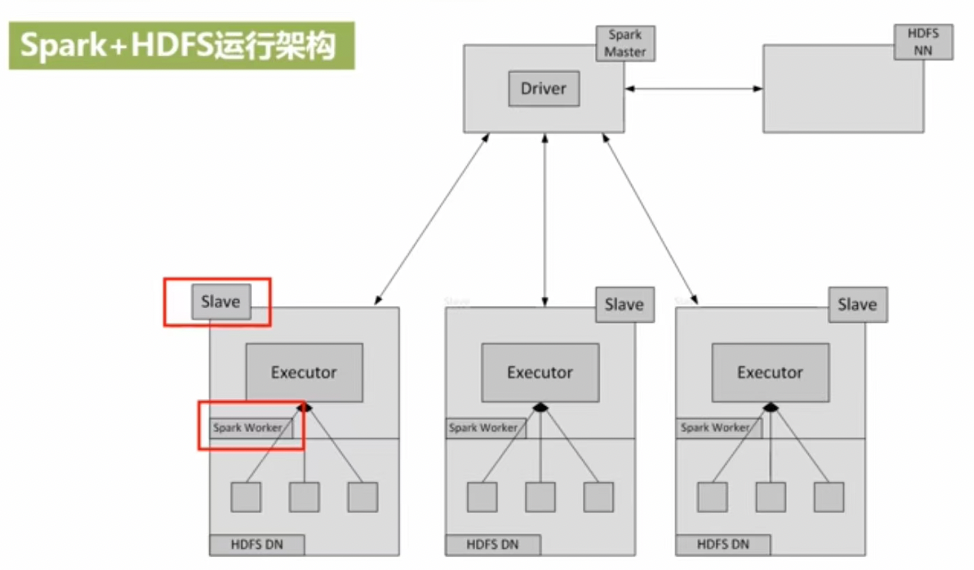 Spark+HDFS运行架构
Spark
Master
HDFS
NN
Driver
Slave
Slave
Slave
Executor
Executor
Executor
Spark Worker
Spark Worker
Spark Worker
HDFS DN
HDFS DN
HDFS DN